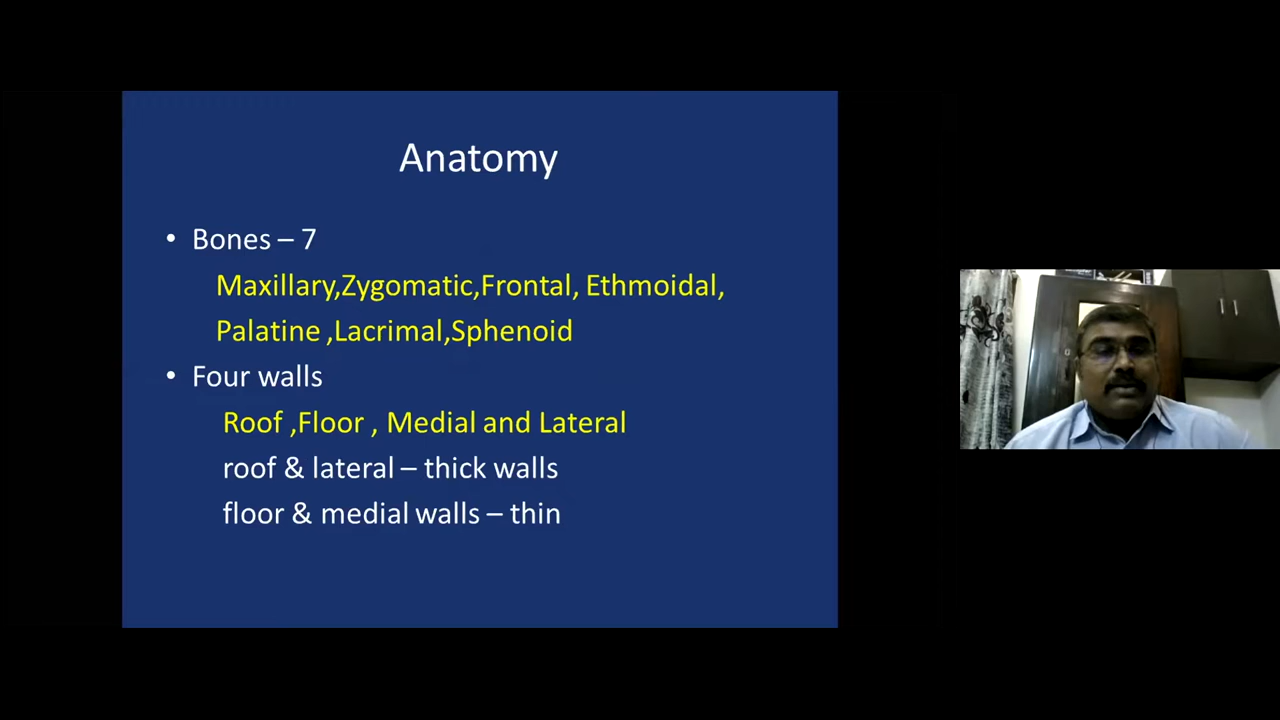 Anatomy
• Bones – 7
Maxillary,Zygomatic,Frontal, Ethmoidal,
Palatine ,Lacrimal,Sphenoid
• Four walls
Roof ,Floor , Medial and Lateral
roof & lateral – thick walls
floor & medial walls – thin